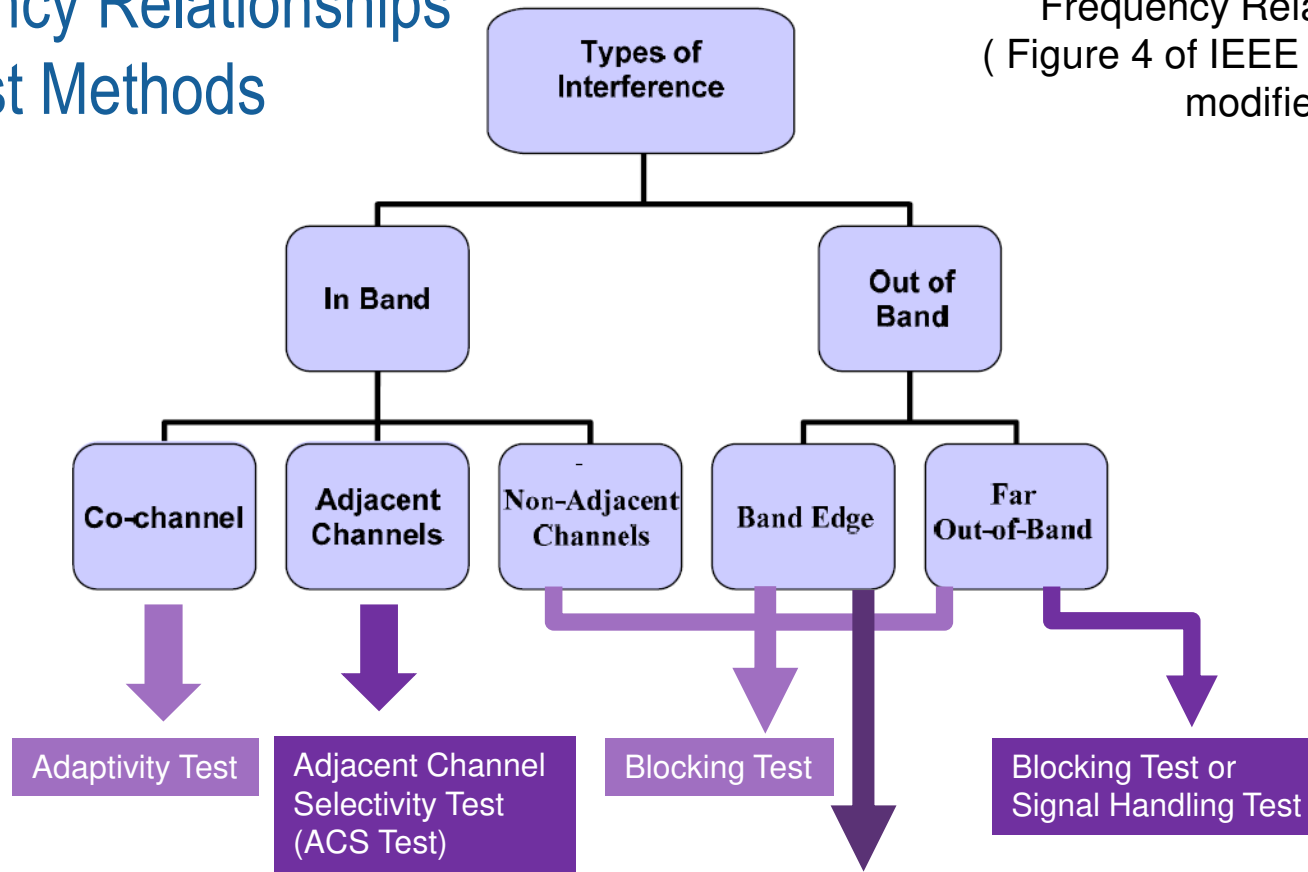 ncy Relationships
st Methods
Frequency Rela
( Figure 4 of IEEE
modifie
Types of
Interference
In Band
Out of
Band
Co-channel
Adjacent
Channels
-
Non-Adjacent
Channels
Band Edge
Far
Out-of-Band
Adaptivity Test
Adjacent Channel
Selectivity Test
(ACS Test)
Blocking Test
Blocking Test or
Signal Handling Test